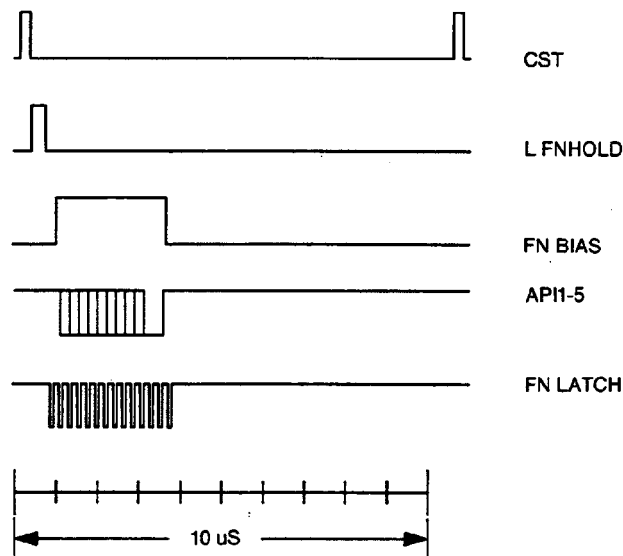 CST
L FNHOLD
FN BIAS
API1-5
FN LATCH
10 uS